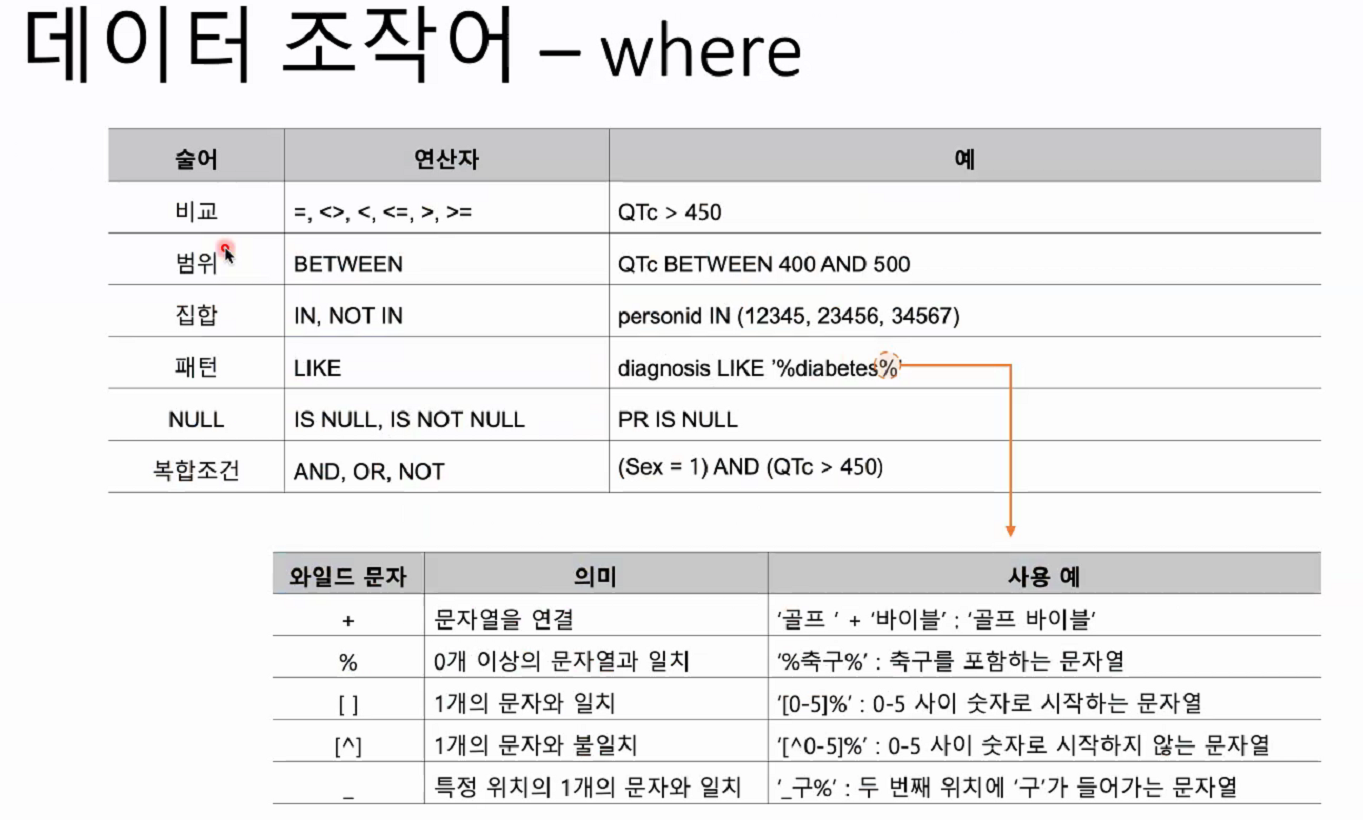 데이터 조작어 – where
술어 연산자 예
비교 =, <>, <, <=, >, >= QTc > 450
범위 BETWEEN QTc BETWEEN 400 AND 500
집합 IN, NOT IN personid IN (12345, 23456, 34567)
패턴 LIKE diagnosis LIKE '%diabetes%'
NULL IS NULL, IS NOT NULL PR IS NULL
복합조건 AND, OR, NOT (Sex = 1) AND (QTc > 450)
와일드 문자 의미 사용 예
+ 문자열을 연결 '골프 ' + '바이블' : '골프 바이블'
% 0개 이상의 문자열과 일치 '%축구%' : 축구를 포함하는 문자열
[ ] 1개의 문자와 일치 '[0-5]%' : 0-5 사이 숫자로 시작하는 문자열
[^] 1개의 문자와 불일치 '[^0-5]%' : 0-5 사이 숫자로 시작하지 않는 문자열
_ 특정 위치의 1개의 문자와 일치 '_구%' : 두 번째 위치에 '구'가 들어가는 문자열